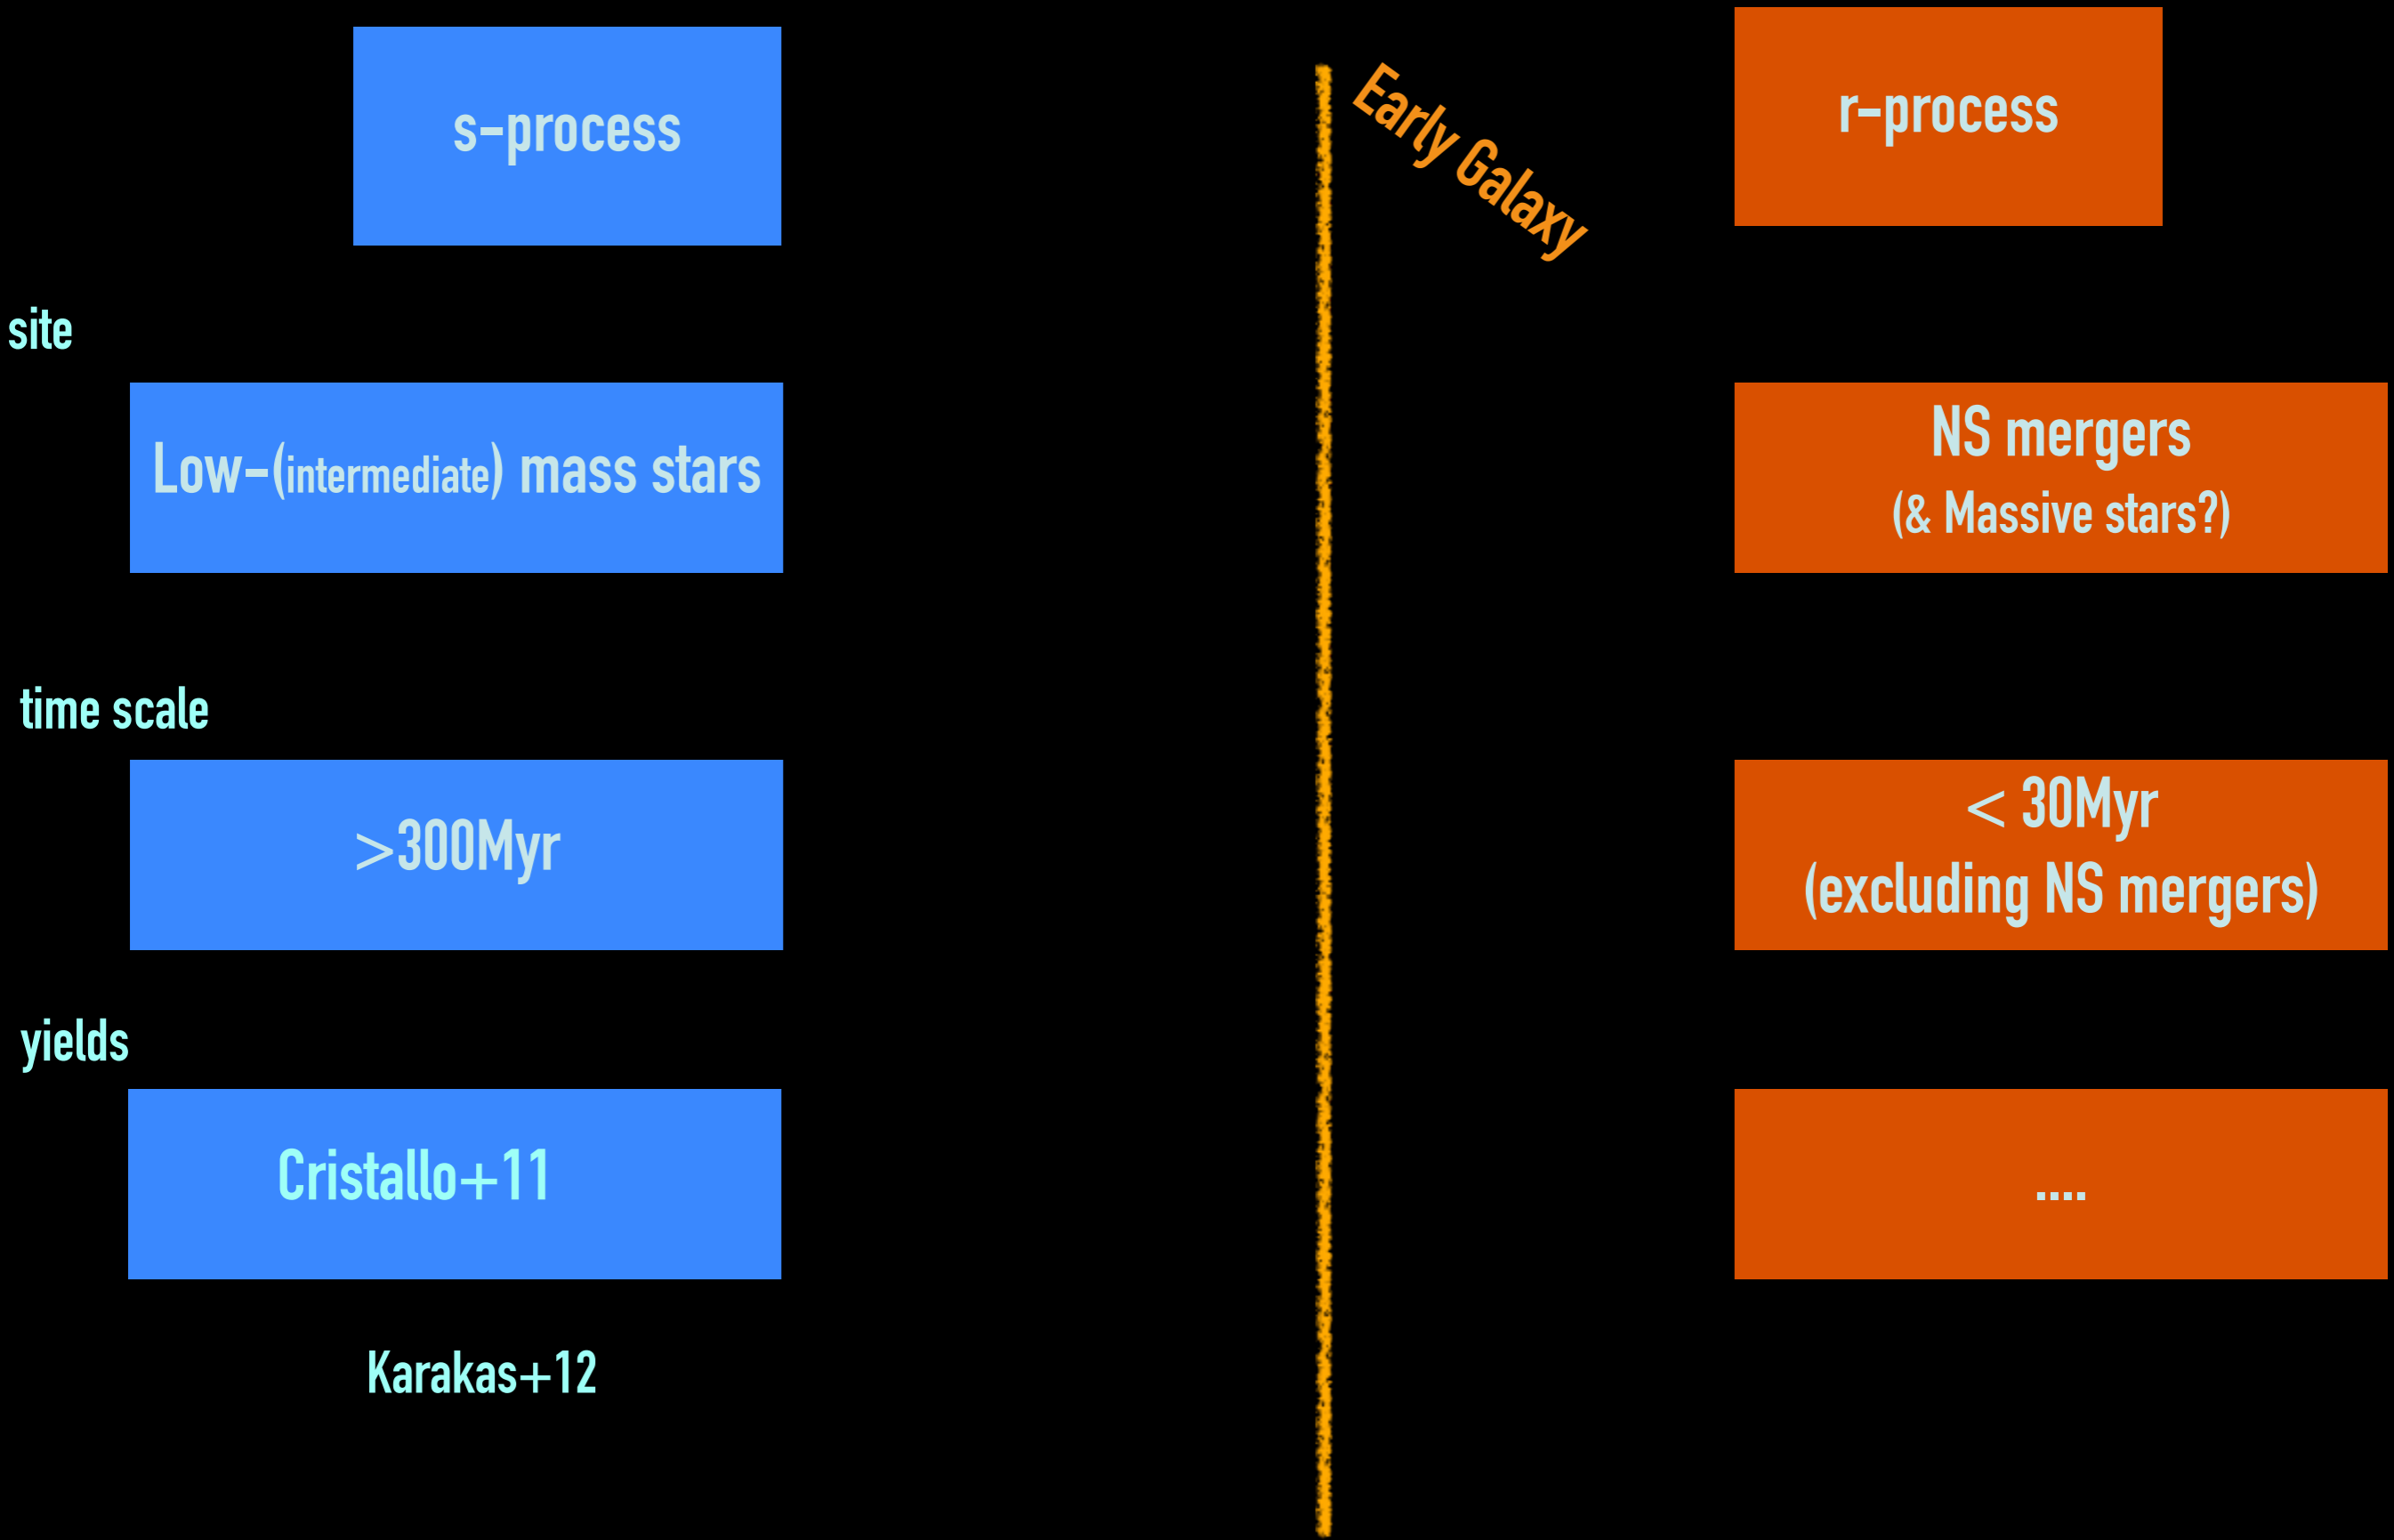 s-process
Early Galaxy
r-process
site
Low-(intermediate) mass stars
NS mergers
(& Massive stars?)
time scale
>300Myr
< 30Myr
(excluding NS mergers)
yields
Cristallo+11
....
Karakas+12